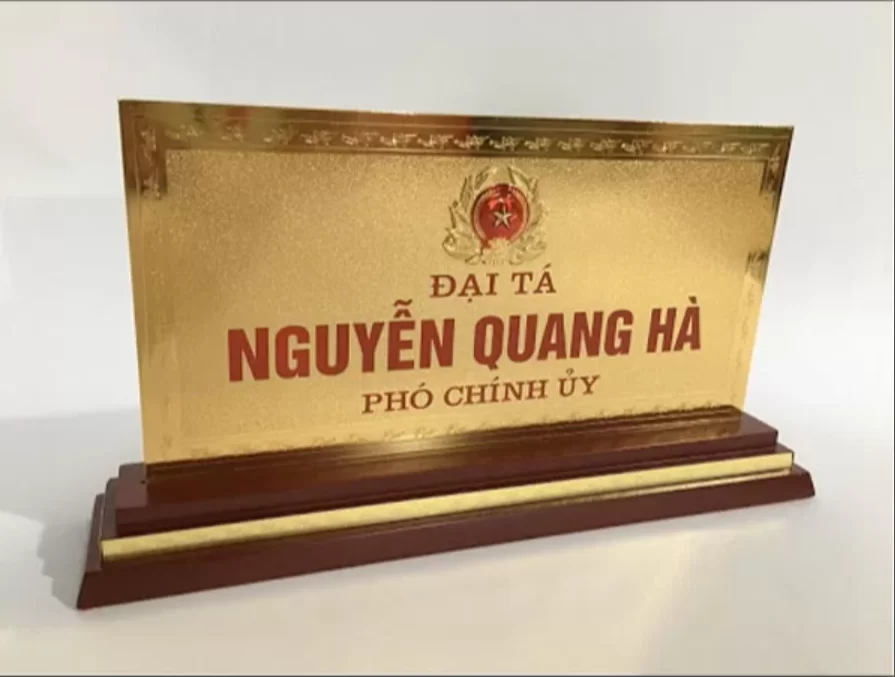 ĐẠI TÁ
NGUYỄN QUANG HÀ
PHÓ CHÍNH ỦY